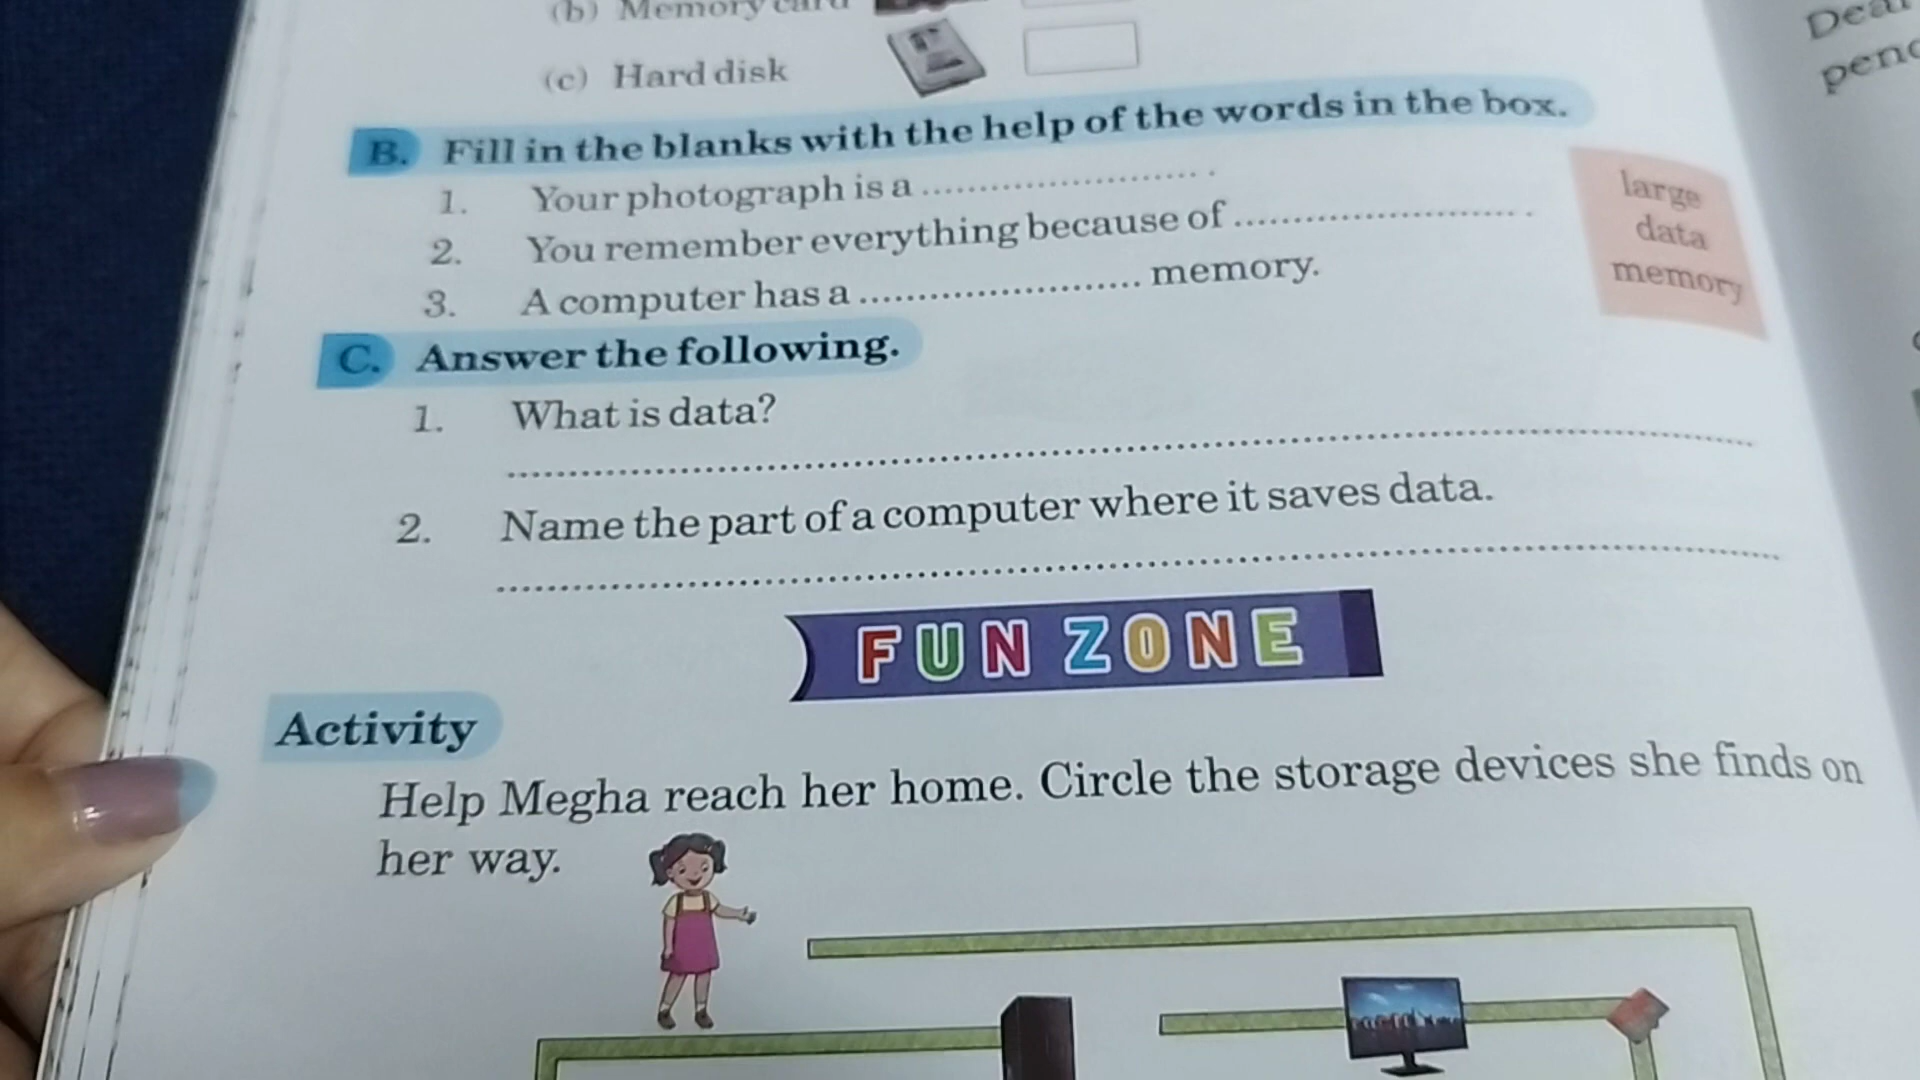 (b) Memory card
(c) Hard disk
B. Fill in the blanks with the help of the words in the box.
1. Your photograph is a ........................ .
2. You remember everything because of ........................ .
3. A computer has a ........................ memory.
large
data
memory
C. Answer the following.
1. What is data?
2. Name the part of a computer where it saves data.
FUN ZONE
Activity
Help Megha reach her home. Circle the storage devices she finds on
her way.